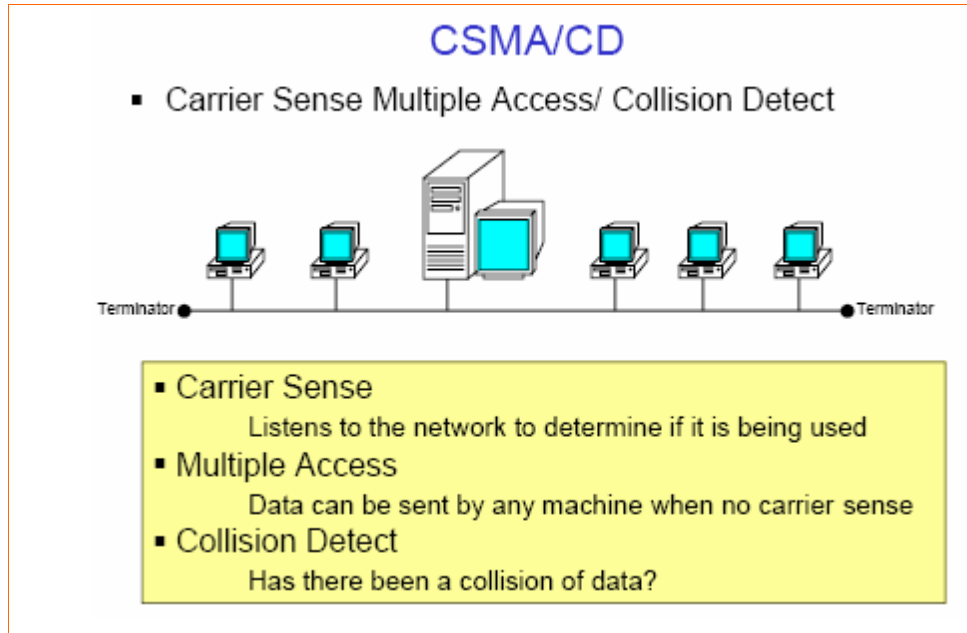 CSMA/CD
▪ Carrier Sense Multiple Access/ Collision Detect
Terminator
Terminator
▪ Carrier Sense
Listens to the network to determine if it is being used
▪ Multiple Access
Data can be sent by any machine when no carrier sense
▪ Collision Detect
Has there been a collision of data?